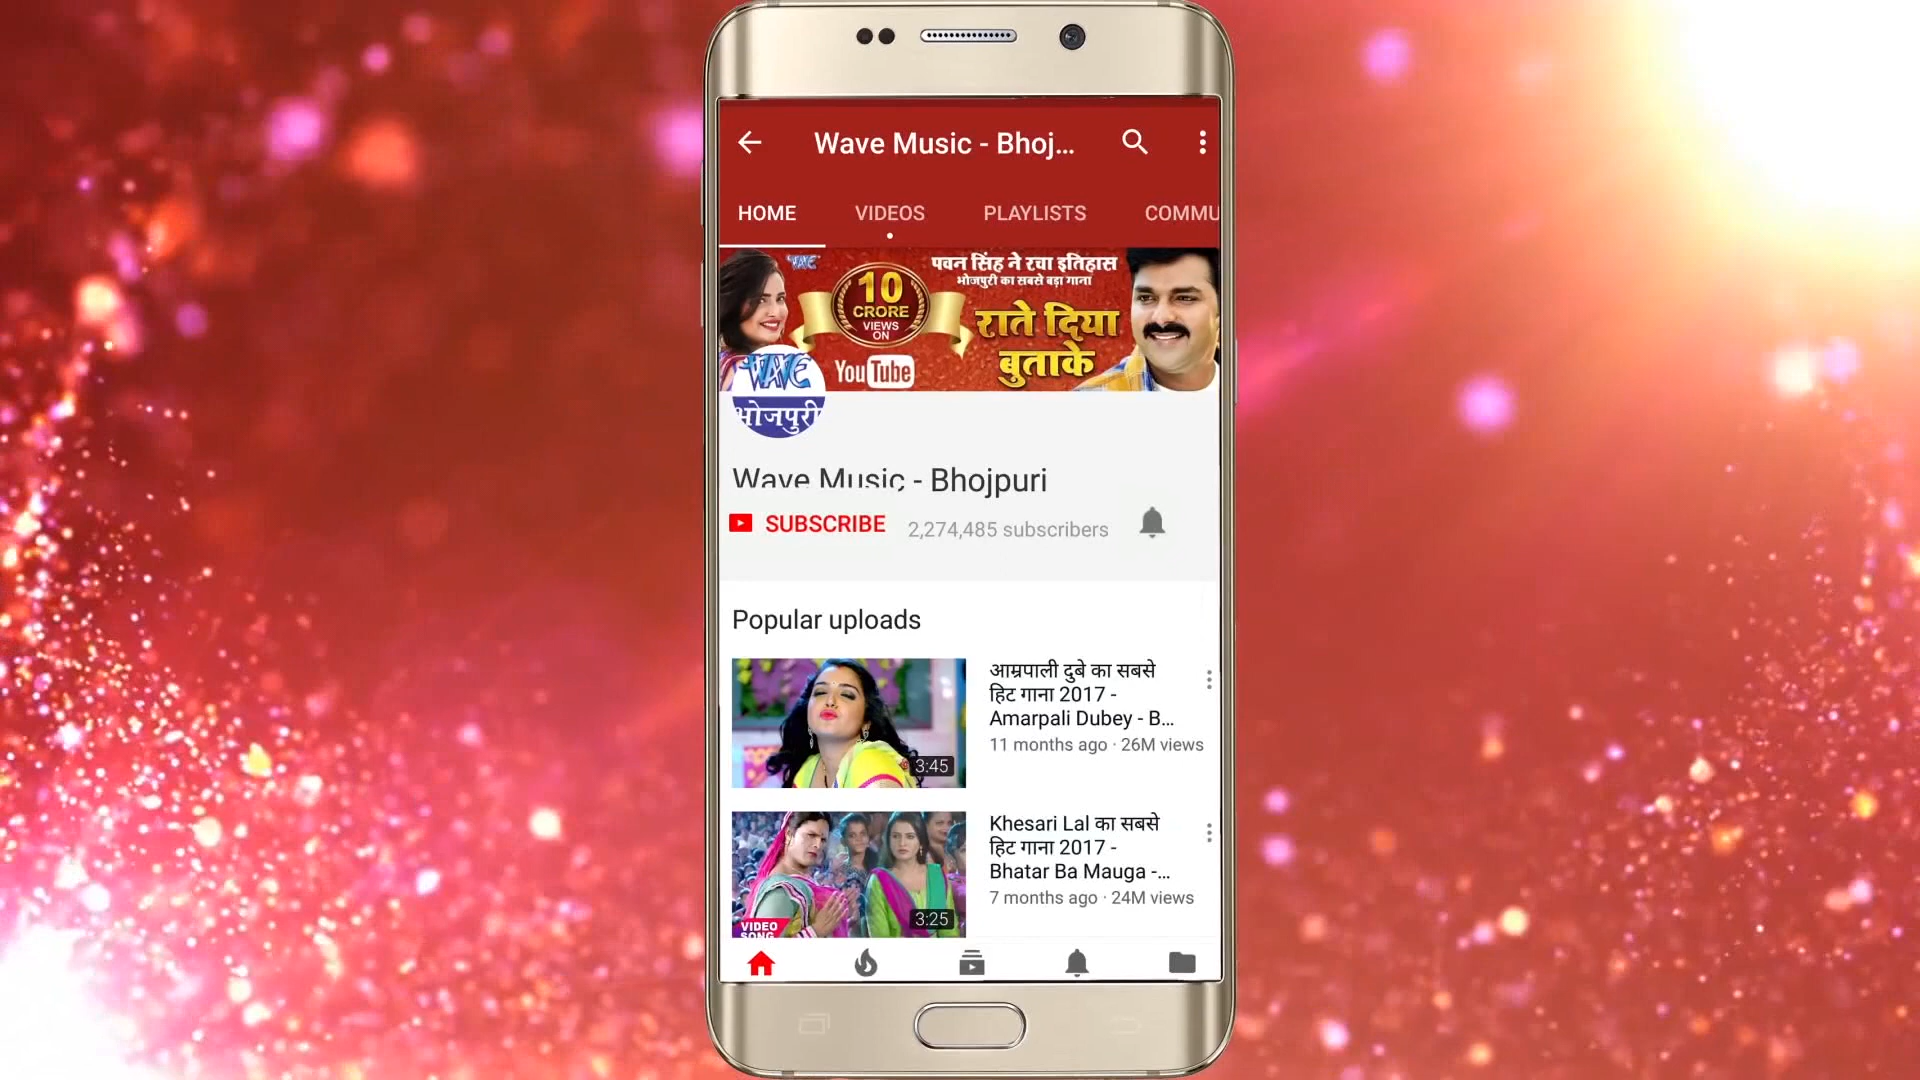 Wave Music - Bhoj...
HOME VIDEOS PLAYLISTS COMMU
WAVE
पवन सिंह ने रचा इतिहास
भोजपुरी का सबसे बड़ा गाना
10
CRORE
VIEWS
ON
YouTube
राते दिया
बुताके
WAVE
भोजपुरी
Wave Music - Bhojpuri
SUBSCRIBE 2,274,485 subscribers
Popular uploads
आम्रपाली दुबे का सबसे
हिट गाना 2017 -
Amarpali Dubey - B...
11 months ago · 26M views
3:45
Khesari Lal का सबसे
हिट गाना 2017 -
Bhatar Ba Mauga -...
7 months ago · 24M views
3:25
VIDEO
SONG